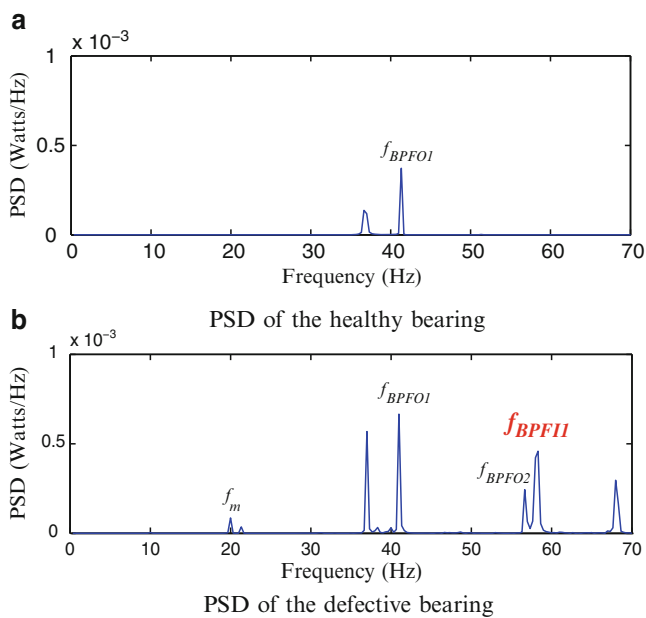 a
x 10⁻³
1
0.5
0
PSD (Watts/Hz)
f_BPFO1
0 10 20 30 40 50 60 70
Frequency (Hz)
PSD of the healthy bearing
b
x 10⁻³
1
0.5
0
PSD (Watts/Hz)
f_m
f_BPFO1
f_BPFO2
f_BPFI1
0 10 20 30 40 50 60 70
Frequency (Hz)
PSD of the defective bearing